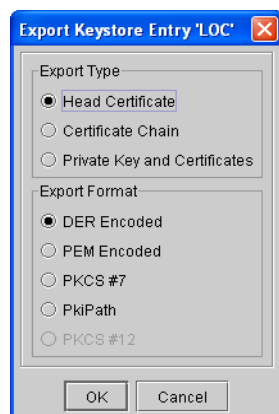 Export Keystore Entry 'LOC'
Export Type
Head Certificate
Certificate Chain
Private Key and Certificates
Export Format
DER Encoded
PEM Encoded
PKCS #7
PkiPath
PKCS #12
OK Cancel